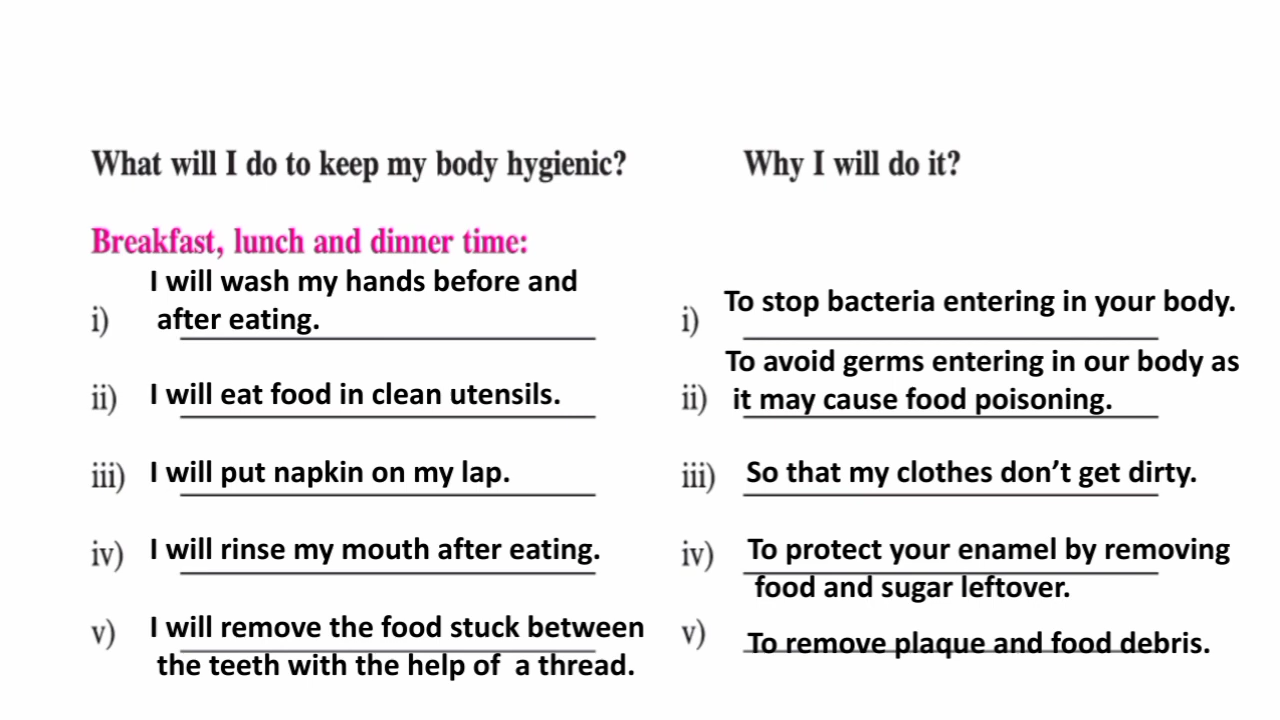 What will I do to keep my body hygienic?
Why I will do it?
Breakfast, lunch and dinner time:
I will wash my hands before and
i) after eating.
i) To stop bacteria entering in your body.
ii) I will eat food in clean utensils.
To avoid germs entering in our body as
ii) it may cause food poisoning.
iii) I will put napkin on my lap.
iii) So that my clothes don’t get dirty.
iv) I will rinse my mouth after eating.
iv) To protect your enamel by removing
food and sugar leftover.
v) I will remove the food stuck between
the teeth with the help of a thread.
v) To remove plaque and food debris.